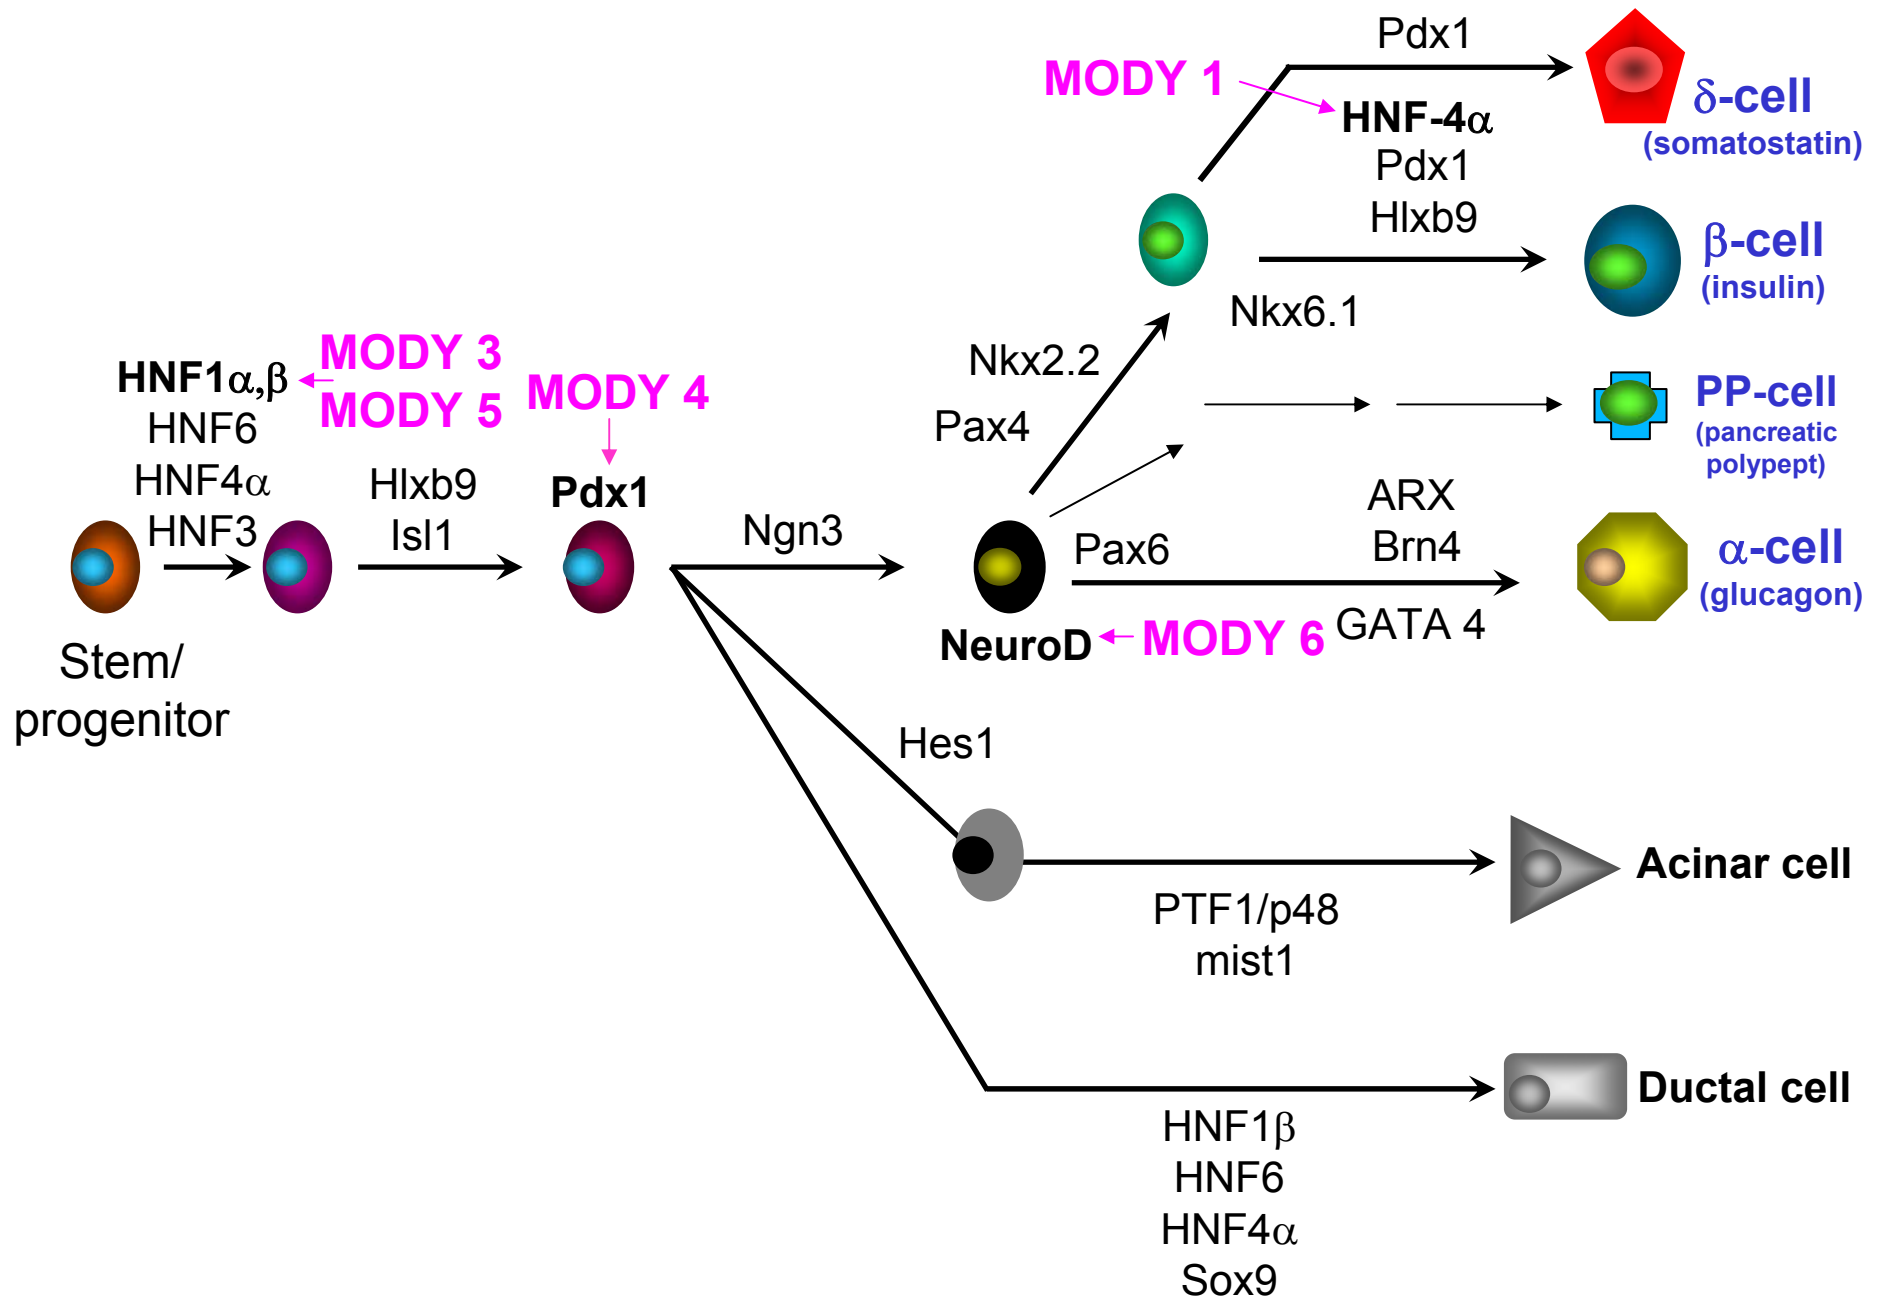 Pdx1
MODY 1
HNF-4α
Pdx1
Hlxb9
δ-cell
(somatostatin)
β-cell
(insulin)
Nkx6.1
Nkx2.2
Pax4
PP-cell
(pancreatic
polypept)
HNF1α,β
HNF6
HNF4α
HNF3
MODY 3
MODY 5
MODY 4
Hlxb9
Isl1
Pdx1
Ngn3
Pax6
ARX
Brn4
GATA 4
α-cell
(glucagon)
NeuroD
MODY 6
Stem/
progenitor
Hes1
Acinar cell
PTF1/p48
mist1
Ductal cell
HNF1β
HNF6
HNF4α
Sox9